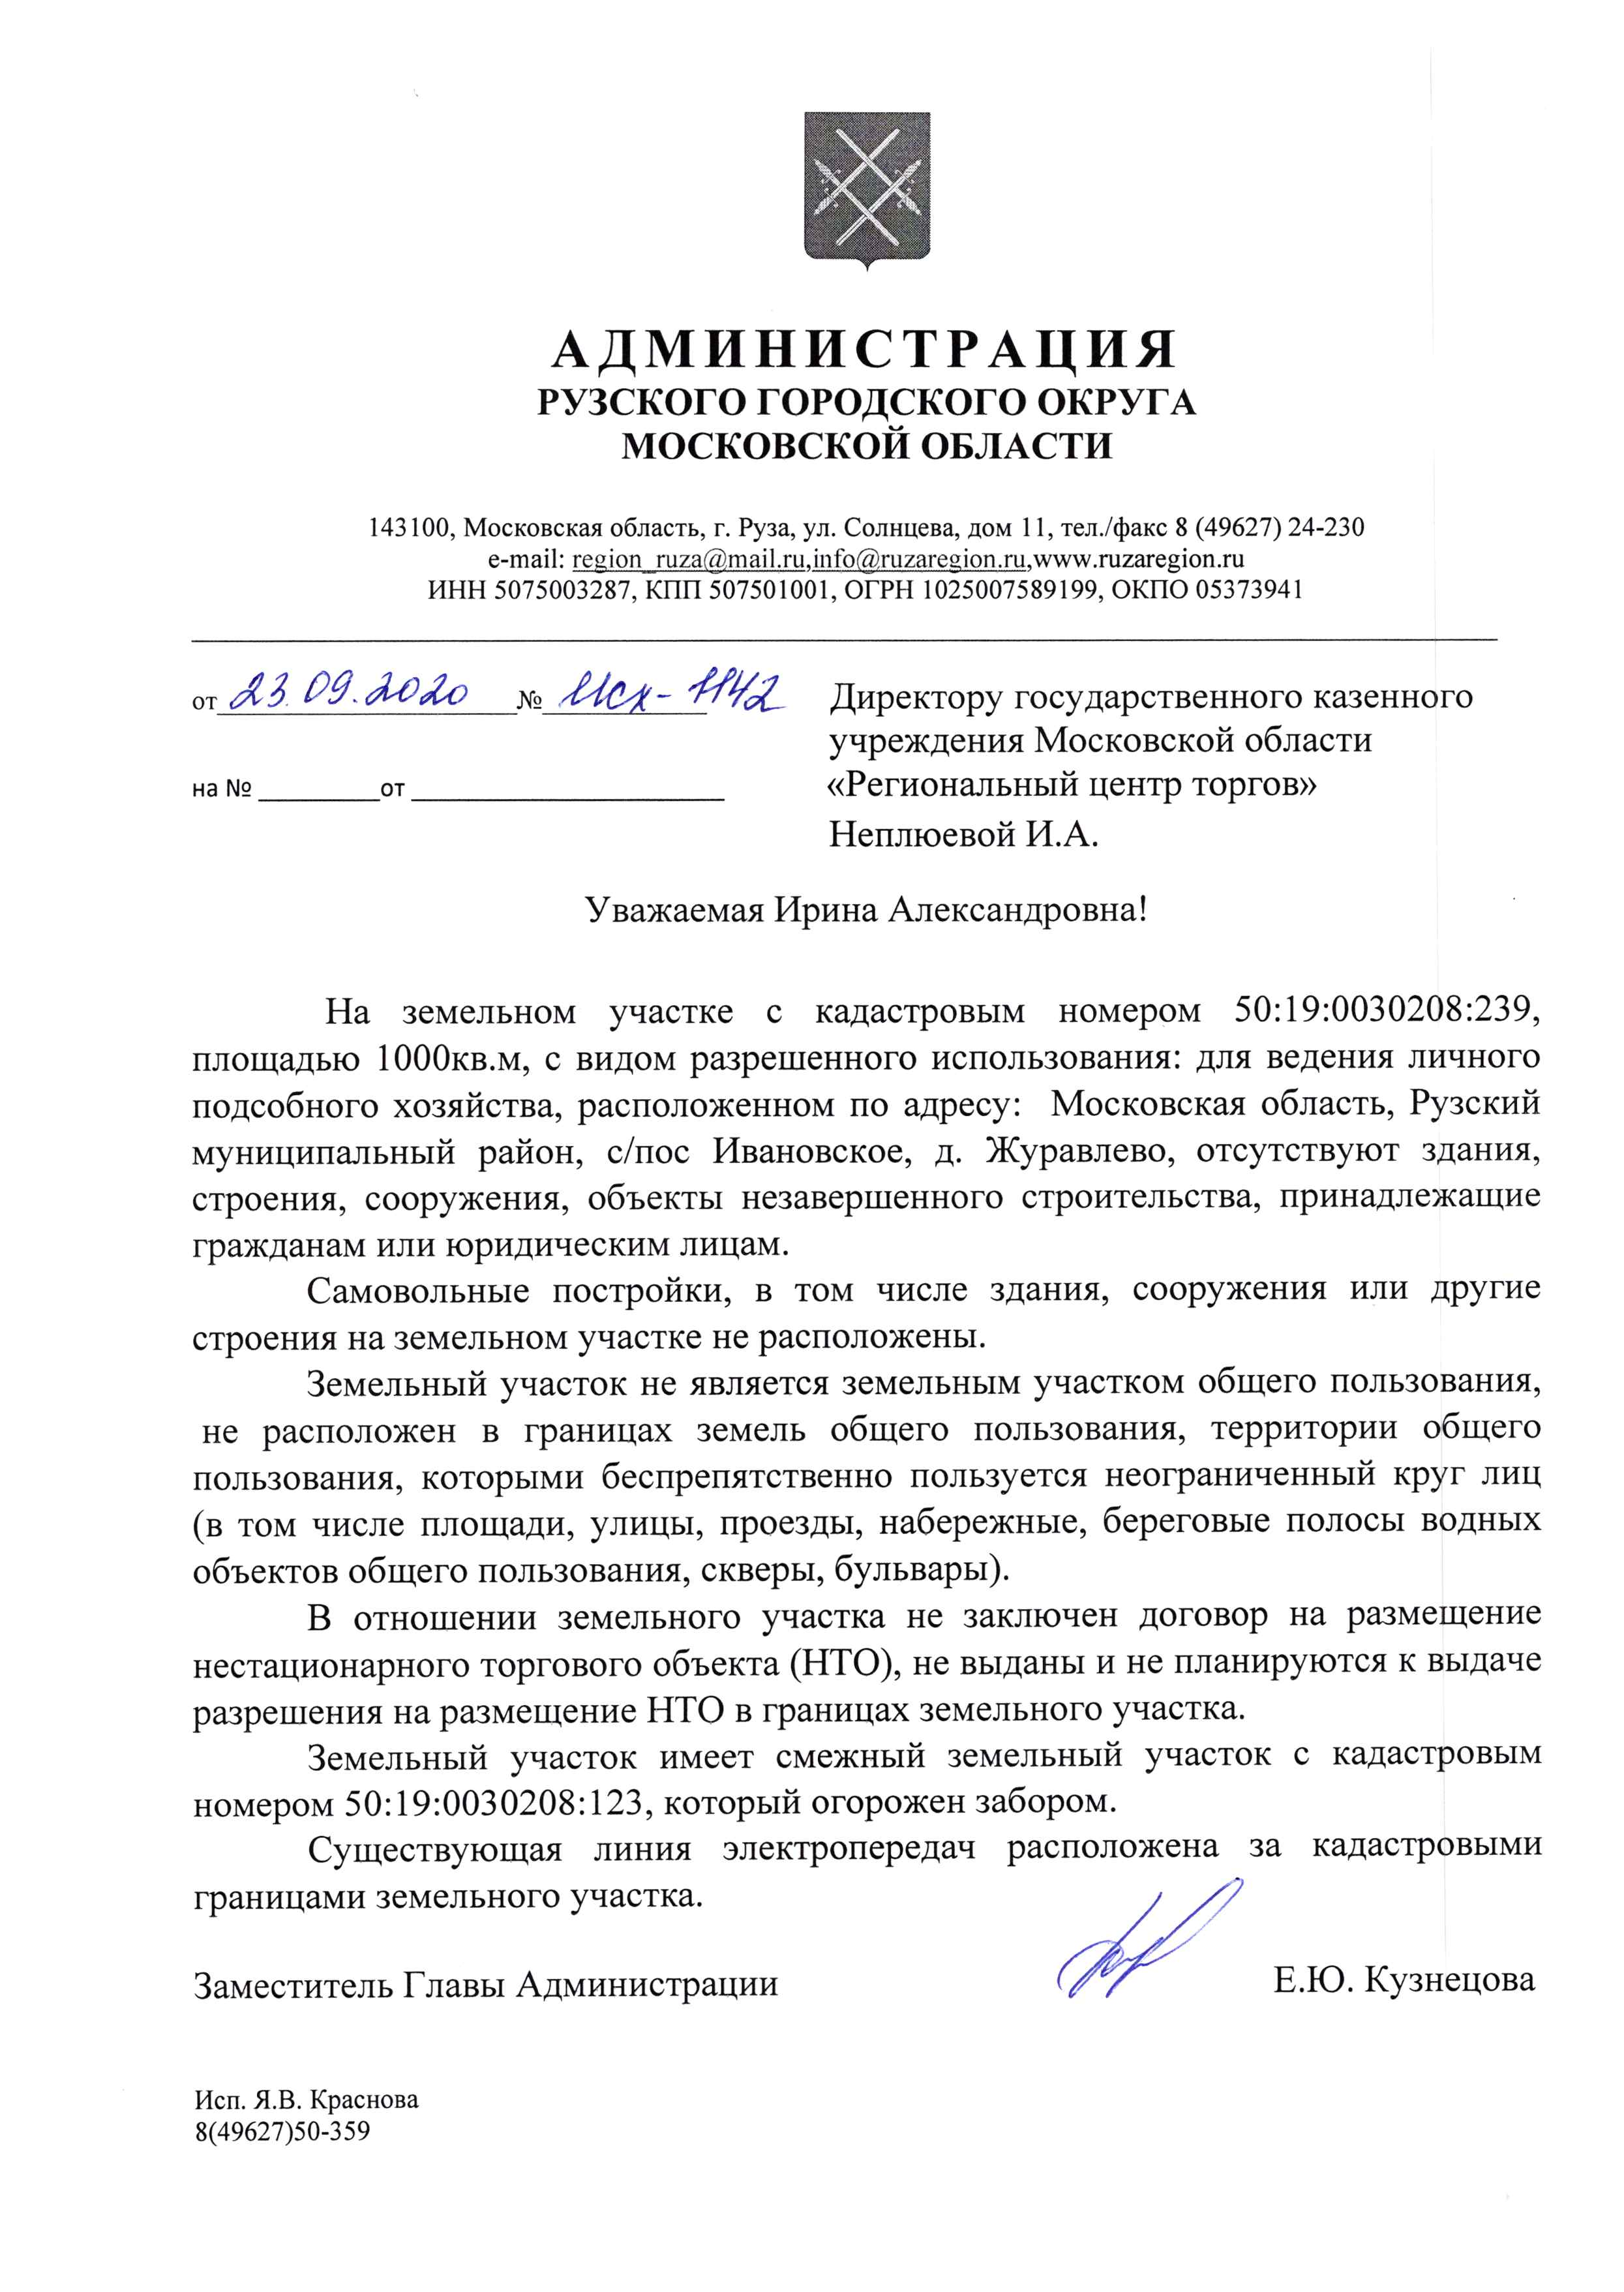 АДМИНИСТРАЦИЯ
РУЗСКОГО ГОРОДСКОГО ОКРУГА
МОСКОВСКОЙ ОБЛАСТИ
143100, Московская область, г. Руза, ул. Солнцева, дом 11, тел./факс 8 (49627) 24-230
e-mail: region_ruza@mail.ru,info@ruzaregion.ru,www.ruzaregion.ru
ИНН 5075003287, КПП 507501001, ОГРН 1025007589199, ОКПО 05373941
от 23.09.2020 № Исх-1142
на № от
Директору государственного казенного
учреждения Московской области
«Региональный центр торгов»
Неплюевой И.А.
Уважаемая Ирина Александровна!
На земельном участке с кадастровым номером 50:19:0030208:239,
площадью 1000кв.м, с видом разрешенного использования: для ведения личного
подсобного хозяйства, расположенном по адресу: Московская область, Рузский
муниципальный район, с/пос Ивановское, д. Журавлево, отсутствуют здания,
строения, сооружения, объекты незавершенного строительства, принадлежащие
гражданам или юридическим лицам.
Самовольные постройки, в том числе здания, сооружения или другие
строения на земельном участке не расположены.
Земельный участок не является земельным участком общего пользования,
не расположен в границах земель общего пользования, территории общего
пользования, которыми беспрепятственно пользуется неограниченный круг лиц
(в том числе площади, улицы, проезды, набережные, береговые полосы водных
объектов общего пользования, скверы, бульвары).
В отношении земельного участка не заключен договор на размещение
нестационарного торгового объекта (НТО), не выданы и не планируются к выдаче
разрешения на размещение НТО в границах земельного участка.
Земельный участок имеет смежный земельный участок с кадастровым
номером 50:19:0030208:123, который огорожен забором.
Существующая линия электропередач расположена за кадастровыми
границами земельного участка.
Заместитель Главы Администрации Е.Ю. Кузнецова
Исп. Я.В. Краснова
8(49627)50-359